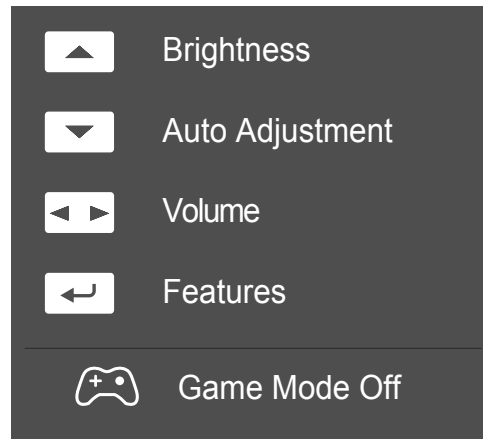 Brightness
Auto Adjustment
Volume
Features
Game Mode Off